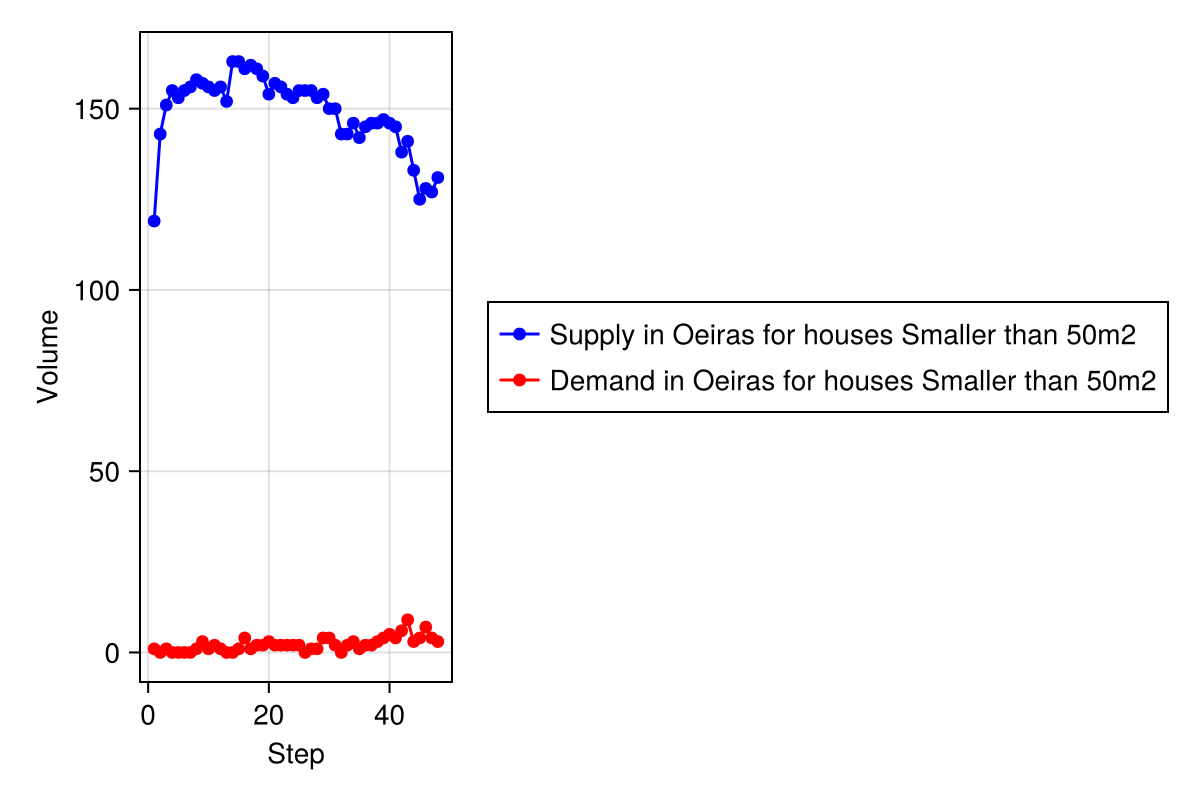 150
100
50
0
Volume
0 20 40
Step
Supply in Oeiras for houses Smaller than 50m2
Demand in Oeiras for houses Smaller than 50m2